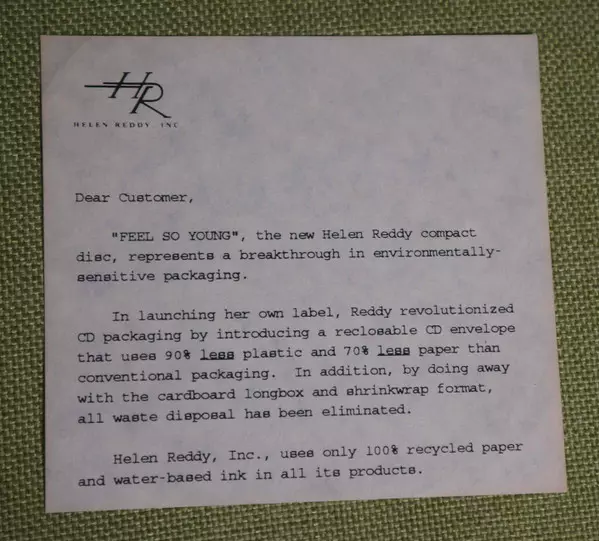 HR
HELEN REDDY, INC
Dear Customer,
"FEEL SO YOUNG", the new Helen Reddy compact
disc, represents a breakthrough in environmentally-
sensitive packaging.
In launching her own label, Reddy revolutionized
CD packaging by introducing a reclosable CD envelope
that uses 90% less plastic and 70% less paper than
conventional packaging. In addition, by doing away
with the cardboard longbox and shrinkwrap format,
all waste disposal has been eliminated.
Helen Reddy, Inc., uses only 100% recycled paper
and water-based ink in all its products.